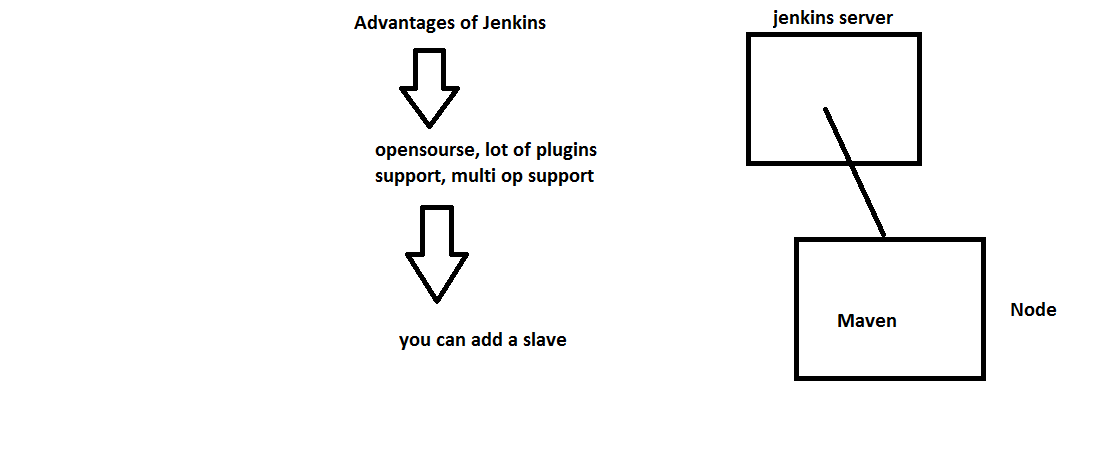 Advantages of Jenkins
opensourse, lot of plugins
support, multi op support
you can add a slave
jenkins server
Maven
Node